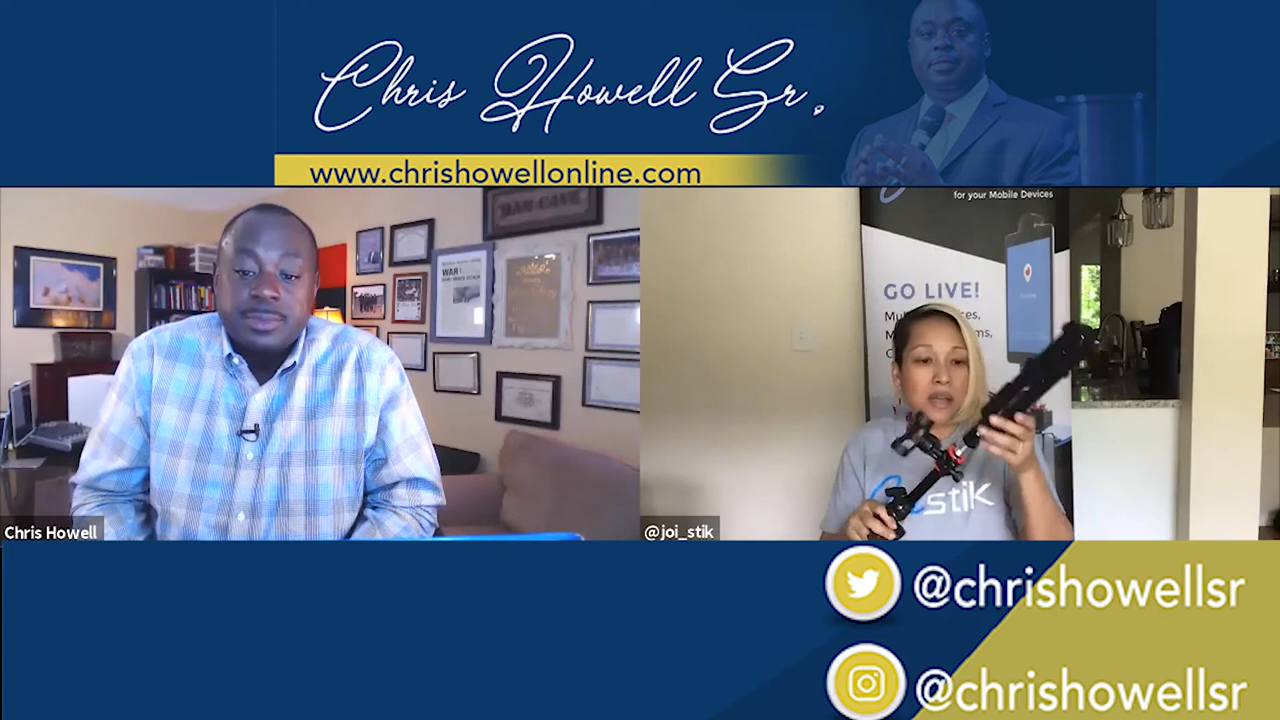 Chris Howell Sr.
www.chrishowellonline.com
MAN CAVE
WAR!
for your Mobile Devices
GO LIVE!
stik
Chris Howell
@joi_stik
@chrishowellsr
@chrishowellsr